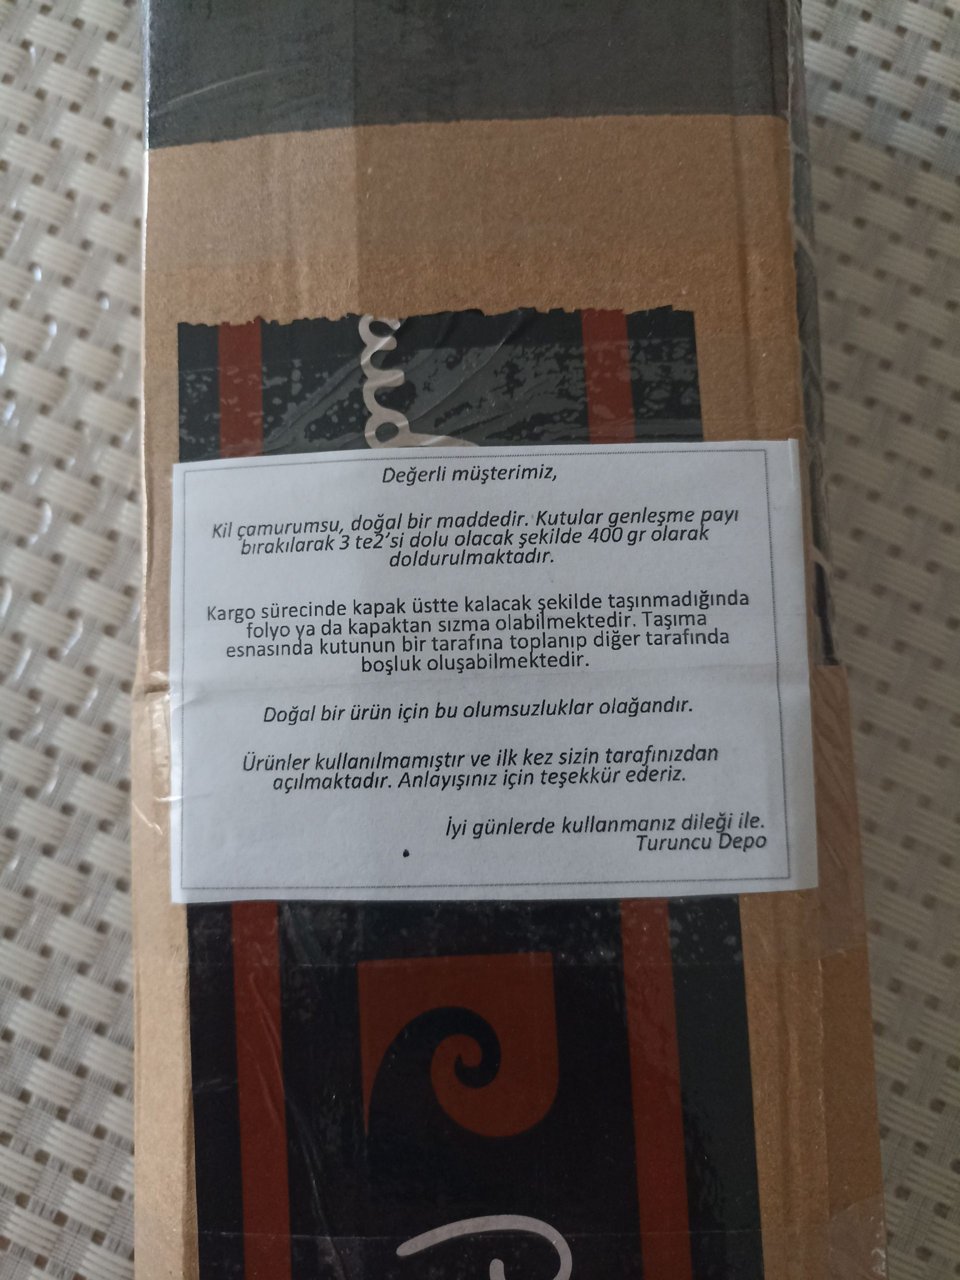 Değerli müşterimiz,
Kil çamurumsu, doğal bir maddedir. Kutular genleşme payı
bırakılarak 3 te2'si dolu olacak şekilde 400 gr olarak
doldurulmaktadır.
Kargo sürecinde kapak üstte kalacak şekilde taşınmadığında
folyo ya da kapaktan sızma olabilmektedir. Taşıma
esnasında kutunun bir tarafına toplanıp diğer tarafında
boşluk oluşabilmektedir.
Doğal bir ürün için bu olumsuzluklar olağandır.
Ürünler kullanılmamıştır ve ilk kez sizin tarafınızdan
açılmaktadır. Anlayışınız için teşekkür ederiz.
İyi günlerde kullanmanız dileği ile.
Turuncu Depo